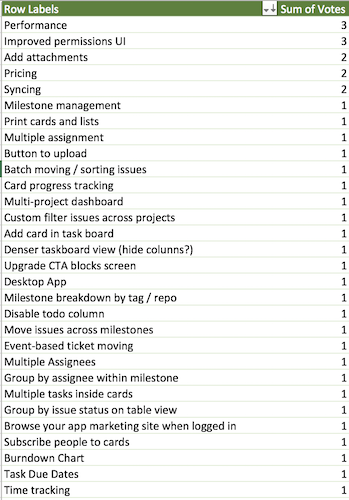 Row Labels Sum of Votes
Performance 3
Improved permissions UI 3
Add attachments 2
Pricing 2
Syncing 2
Milestone management 1
Print cards and lists 1
Multiple assignment 1
Button to upload 1
Batch moving / sorting issues 1
Card progress tracking 1
Multi-project dashboard 1
Custom filter issues across projects 1
Add card in task board 1
Denser taskboard view (hide colunns?) 1
Upgrade CTA blocks screen 1
Desktop App 1
Milestone breakdown by tag / repo 1
Disable todo column 1
Move issues across milestones 1
Event-based ticket moving 1
Multiple Assignees 1
Group by assignee within milestone 1
Multiple tasks inside cards 1
Group by issue status on table view 1
Browse your app marketing site when logged in 1
Subscribe people to cards 1
Burndown Chart 1
Task Due Dates 1
Time tracking 1